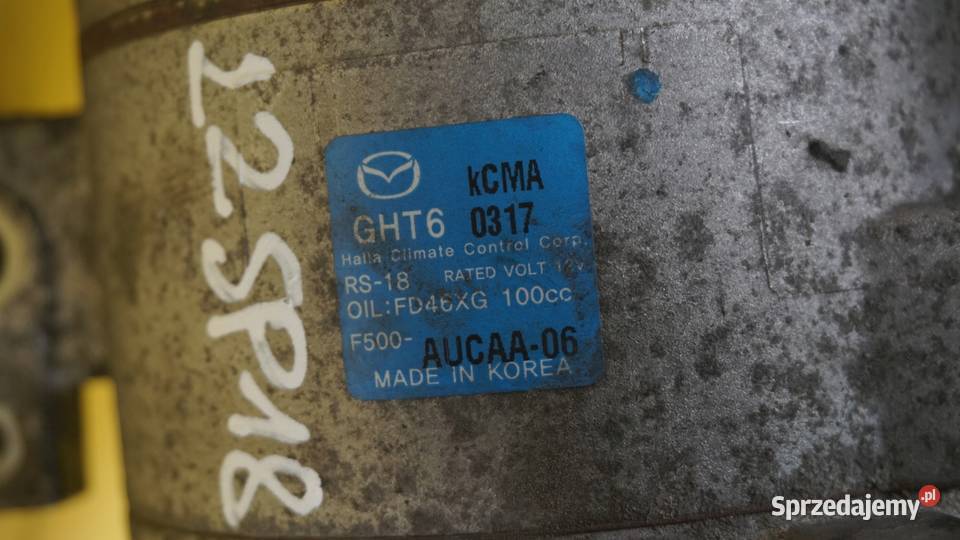 12SP18
kCMA
GHT6 0317
Halla Climate Control Corp.
RS-18 RATED VOLT 12V
OIL:FD46XG 100cc
F500- AUCAA-06
MADE IN KOREA
Sprzedajemy.pl